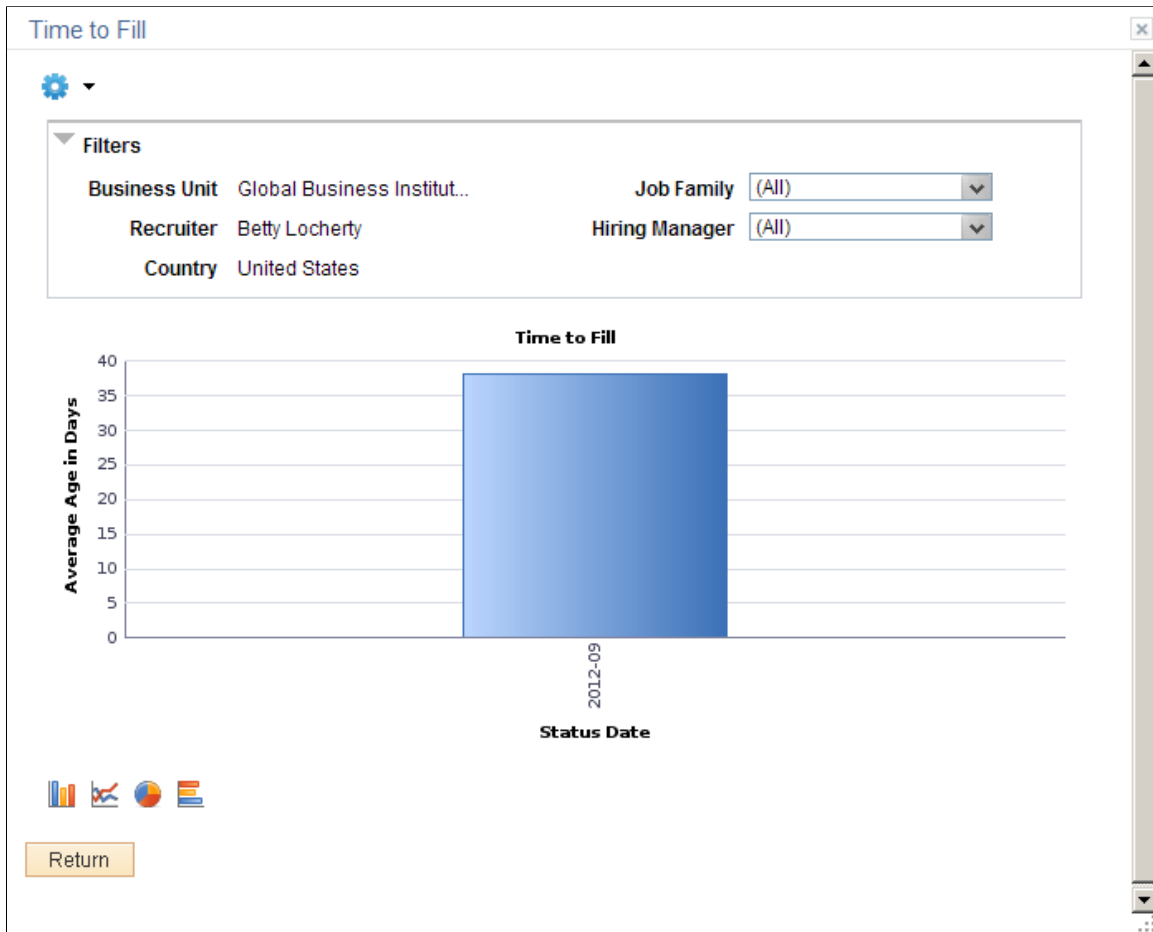 Time to Fill
Filters
Business Unit Global Business Institut... Job Family (All)
Recruiter Betty Locherty Hiring Manager (All)
Country United States
Time to Fill
40
35
30
25
20
15
10
5
0
Average Age in Days
2012-09
Status Date
Return